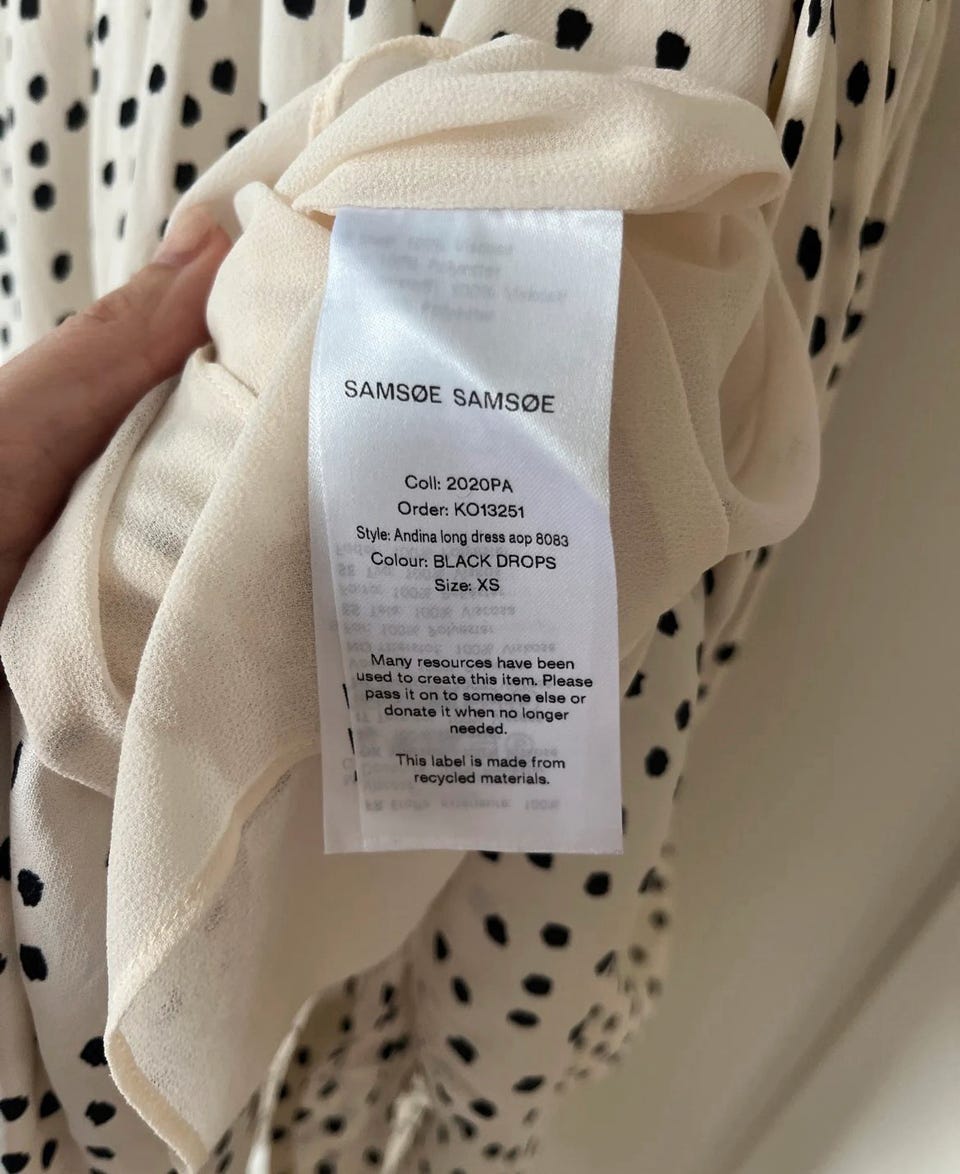 SAMSØE SAMSØE
Coll: 2020PA
Order: KO13251
Style: Andina long dress aop 8083
Colour: BLACK DROPS
Size: XS
Many resources have been
used to create this item. Please
pass it on to someone else or
donate it when no longer
needed.
This label is made from
recycled materials.